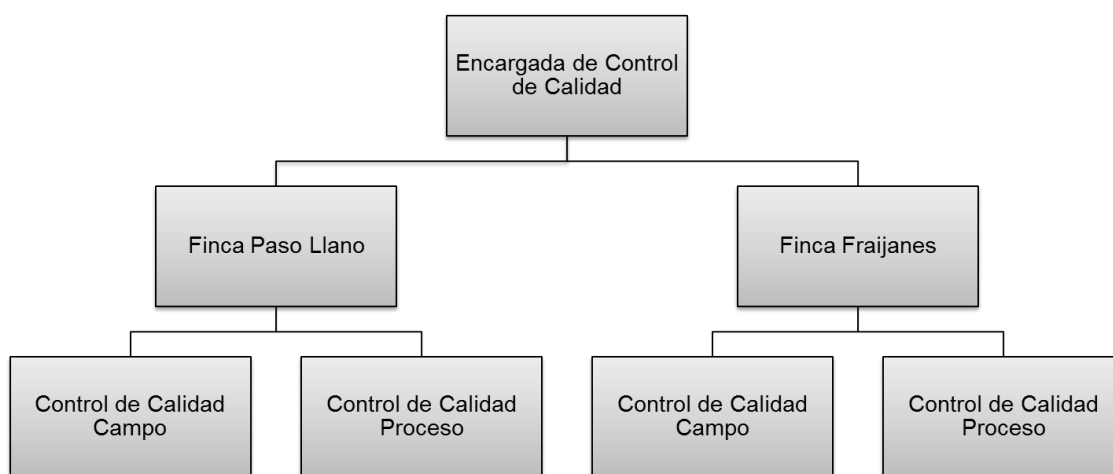 Encargada de Control
de Calidad
Finca Paso Llano
Finca Fraijanes
Control de Calidad
Campo
Control de Calidad
Proceso
Control de Calidad
Campo
Control de Calidad
Proceso